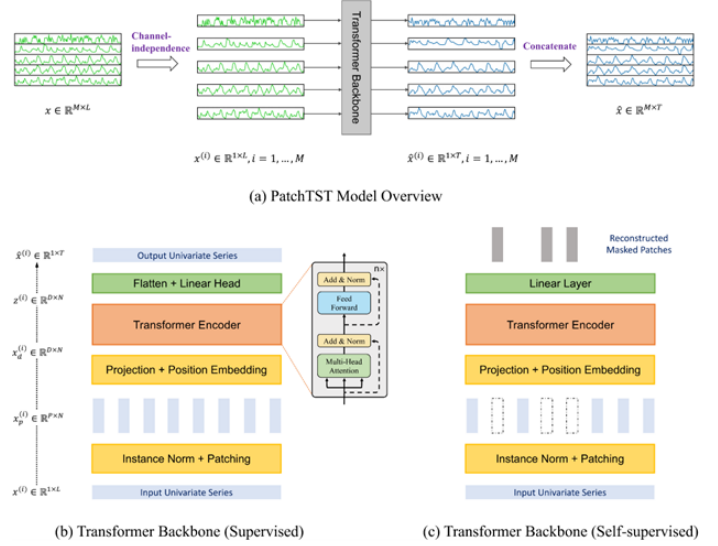 Channel-
independence
Transformer Backbone
Concatenate
x ∈ ℝ^{M×L}
x̂ ∈ ℝ^{M×T}
x^{(i)} ∈ ℝ^{1×L}, i = 1, …, M
x̂^{(i)} ∈ ℝ^{1×T}, i = 1, …, M
(a) PatchTST Model Overview
x̂^{(i)} ∈ ℝ^{1×T}
Output Univariate Series
z^{(i)} ∈ ℝ^{D×N}
Flatten + Linear Head
Transformer Encoder
x_d^{(i)} ∈ ℝ^{D×N}
Projection + Position Embedding
x_p^{(i)} ∈ ℝ^{P×N}
Instance Norm + Patching
x^{(i)} ∈ ℝ^{1×L}
Input Univariate Series
n×
Add & Norm
Feed
Forward
Add & Norm
Multi-Head
Attention
Reconstructed
Masked Patches
Linear Layer
Transformer Encoder
Projection + Position Embedding
Instance Norm + Patching
Input Univariate Series
(b) Transformer Backbone (Supervised)
(c) Transformer Backbone (Self-supervised)